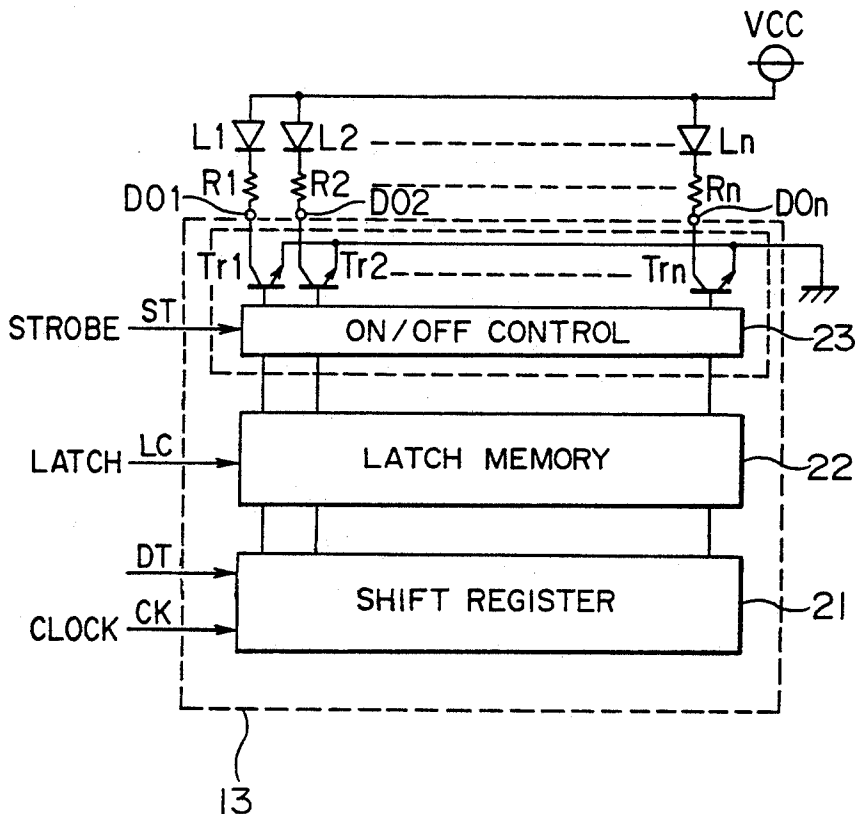 VCC
L1 L2 Ln
R1 R2 Rn
DO1 DO2 DOn
Tr1 Tr2 Trn
STROBE ST ON/OFF CONTROL 23
LATCH LC LATCH MEMORY 22
DT
SHIFT REGISTER 21
CLOCK CK
13